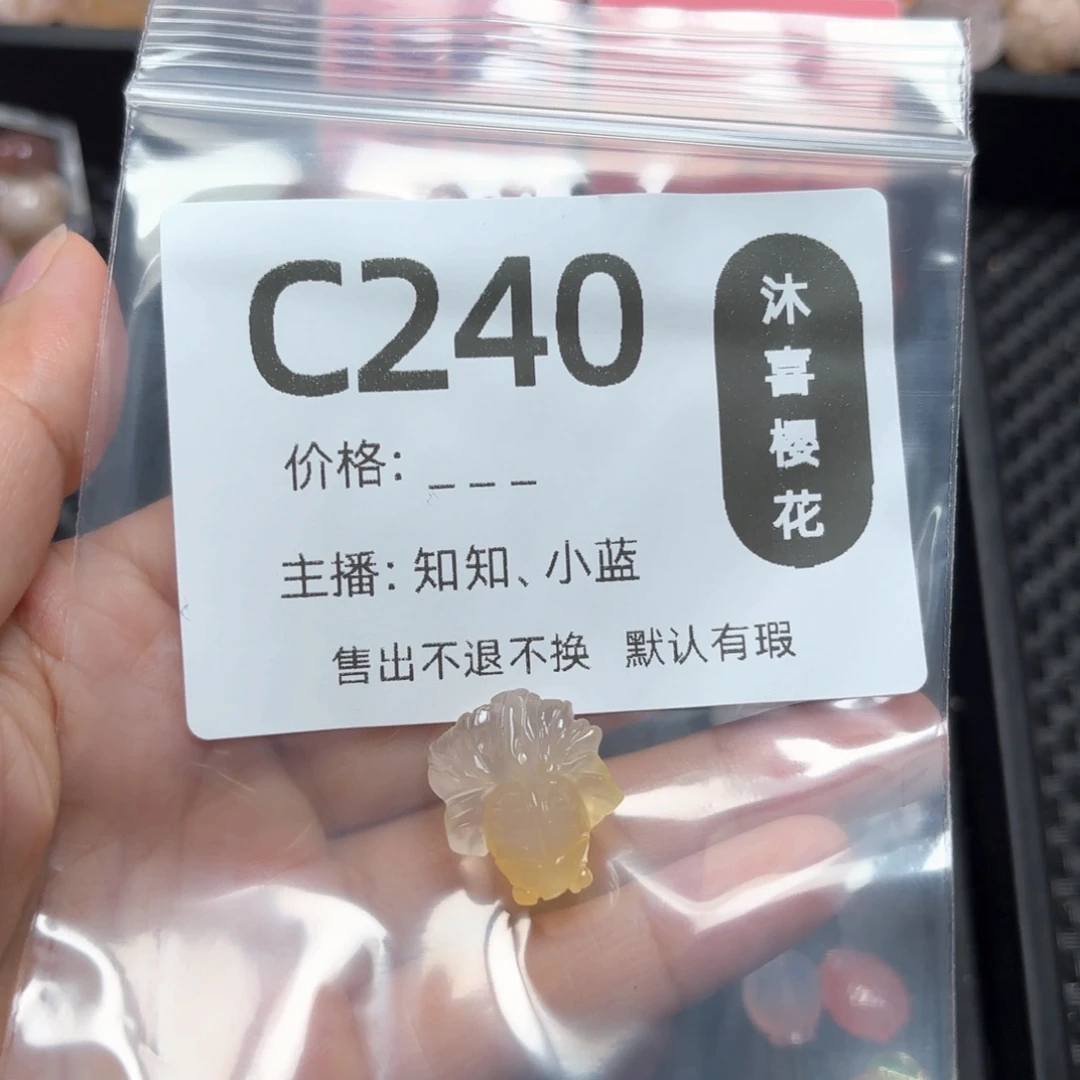 C240
沐喜樱花
价格: _ _ _
主播: 知知、小蓝
售出不退不换 默认有瑕